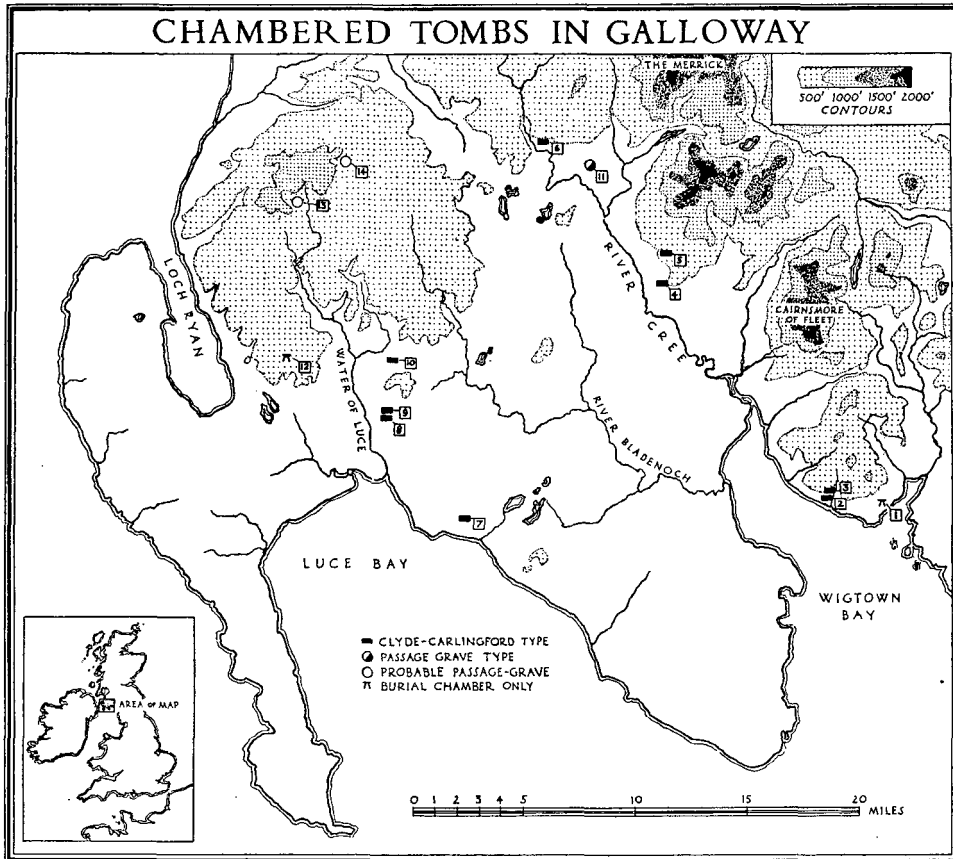 CHAMBERED TOMBS IN GALLOWAY
THE MERRICK
500' 1000' 1500' 2000'
CONTOURS
6
11
14
13
5
4
LOCH RYAN
RIVER CREE
CAIRNSMORE
OF FLEET
12
WATER OF LUCE
10
9
8
RIVER BLADENOCH
3
2
1
7
LUCE BAY
WIGTOWN
BAY
CLYDE-CARLINGFORD TYPE
PASSAGE GRAVE TYPE
PROBABLE PASSAGE-GRAVE
BURIAL CHAMBER ONLY
AREA OF MAP
0 1 2 3 4 5 10 15 20
MILES